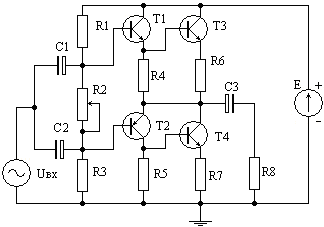 R1
T1
T3
C1
R2
R4
R6
C3
E
+
-
C2
T2
T4
Uвх
R3
R5
R7
R8